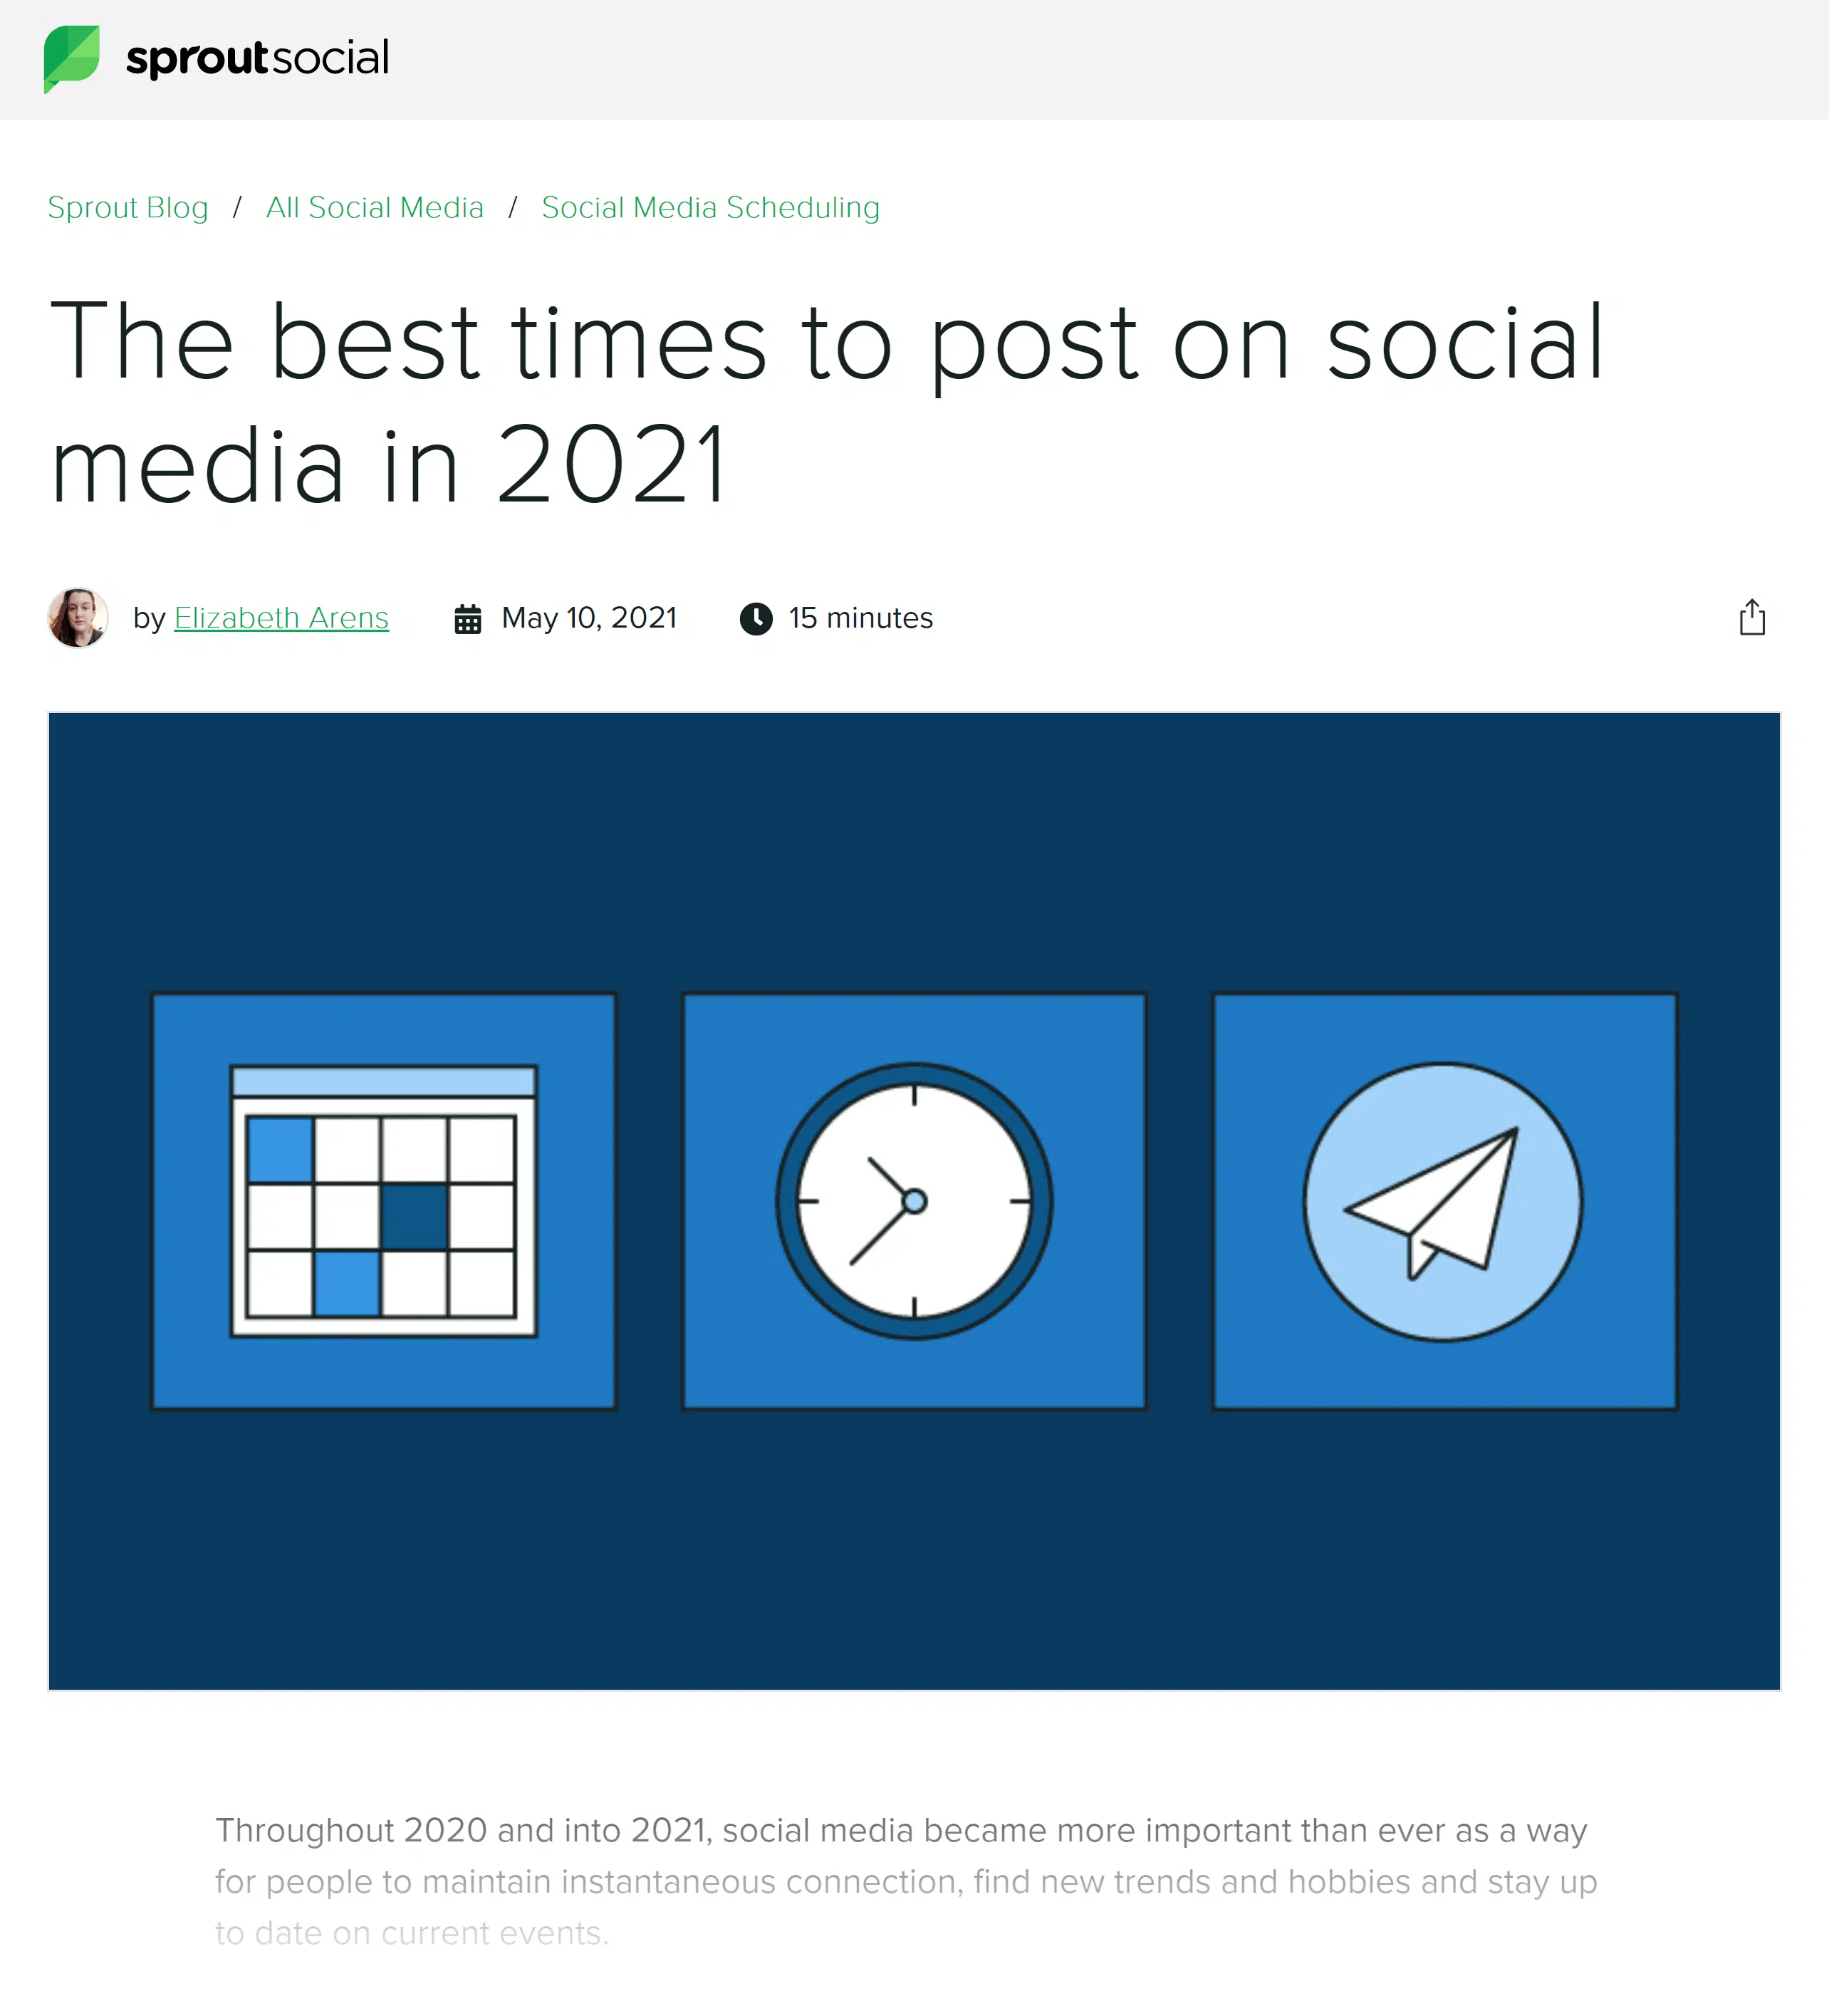 sproutsocial
Sprout Blog / All Social Media / Social Media Scheduling
The best times to post on social
media in 2021
by Elizabeth Arens May 10, 2021 15 minutes
Throughout 2020 and into 2021, social media became more important than ever as a way
for people to maintain instantaneous connection, find new trends and hobbies and stay up
to date on current events.